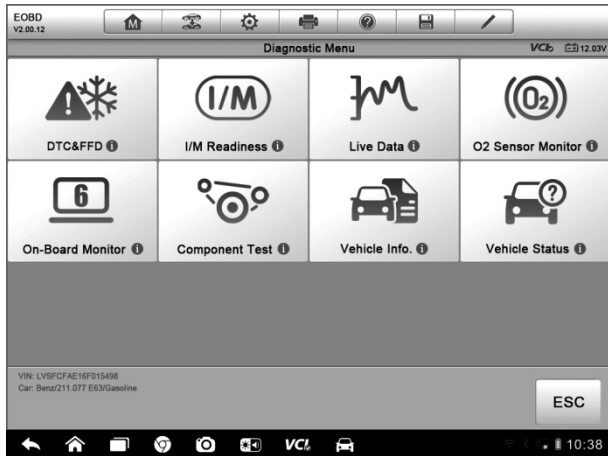 EOBD
V2.00.12
M
Diagnostic Menu
VCI
12.03V
I/M
O2
DTC&FFD
I/M Readiness
Live Data
O2 Sensor Monitor
6
On-Board Monitor
Component Test
Vehicle Info.
Vehicle Status
VIN: LVSFCFAE16F015498
Car: Benz/211.077 E63/Gasoline
ESC
VCI
10:38